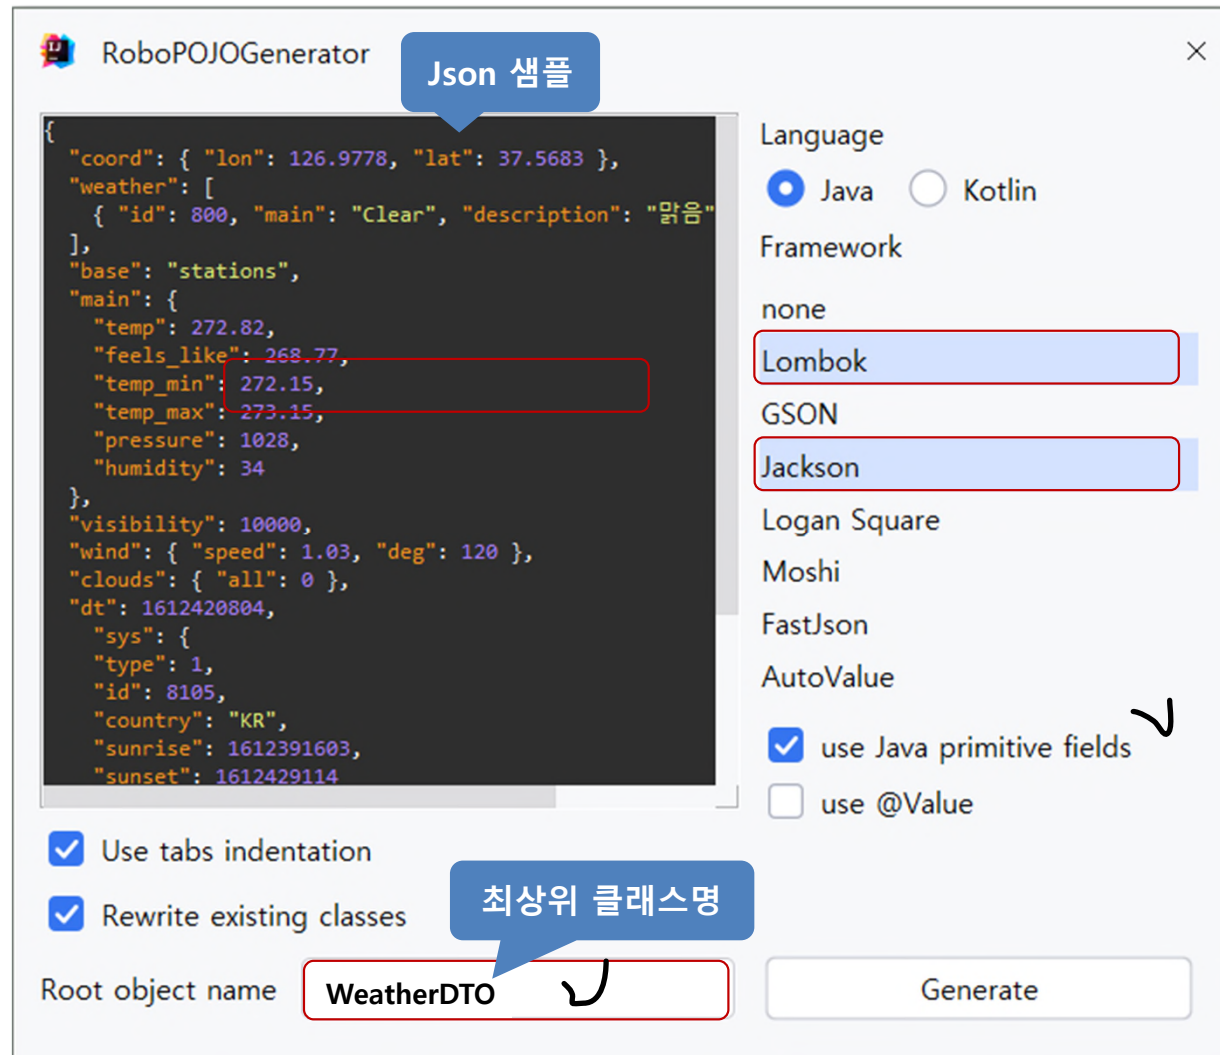 RoboPOJOGenerator
Json 샘플
{
"coord": { "lon": 126.9778, "lat": 37.5683 },
"weather": [
{ "id": 800, "main": "Clear", "description": "맑음"
],
"base": "stations",
"main": {
"temp": 272.82,
"feels_like": 268.77,
"temp_min": 272.15,
"temp_max": 273.15,
"pressure": 1028,
"humidity": 34
},
"visibility": 10000,
"wind": { "speed": 1.03, "deg": 120 },
"clouds": { "all": 0 },
"dt": 1612420804,
"sys": {
"type": 1,
"id": 8105,
"country": "KR",
"sunrise": 1612391603,
"sunset": 1612429114
Language
Java Kotlin
Framework
none
Lombok
GSON
Jackson
Logan Square
Moshi
FastJson
AutoValue
use Java primitive fields
use @Value
Use tabs indentation
Rewrite existing classes
최상위 클래스명
Root object name WeatherDTO
Generate